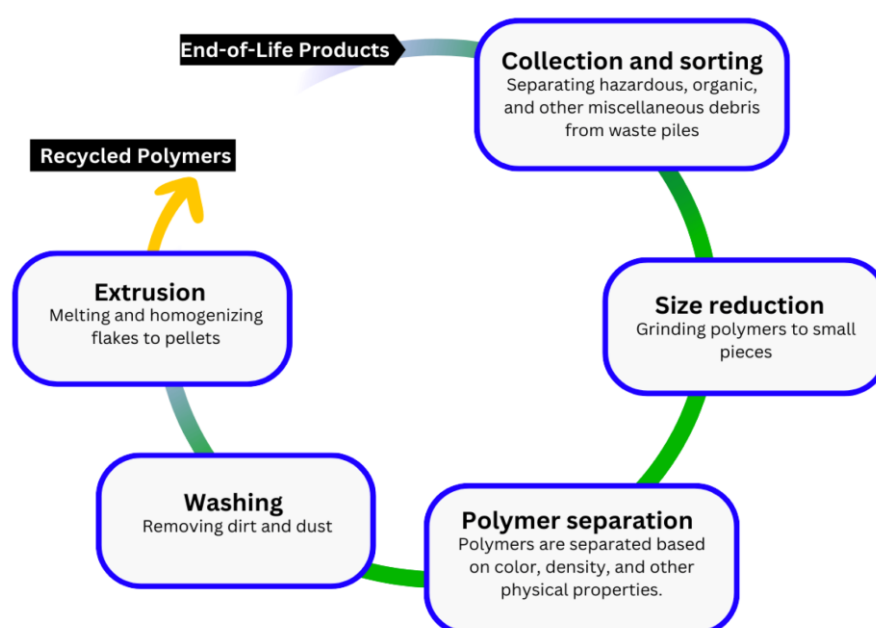 End-of-Life Products
Collection and sorting
Separating hazardous, organic,
and other miscellaneous debris
from waste piles
Size reduction
Grinding polymers to small
pieces
Polymer separation
Polymers are separated based
on color, density, and other
physical properties.
Washing
Removing dirt and dust
Extrusion
Melting and homogenizing
flakes to pellets
Recycled Polymers